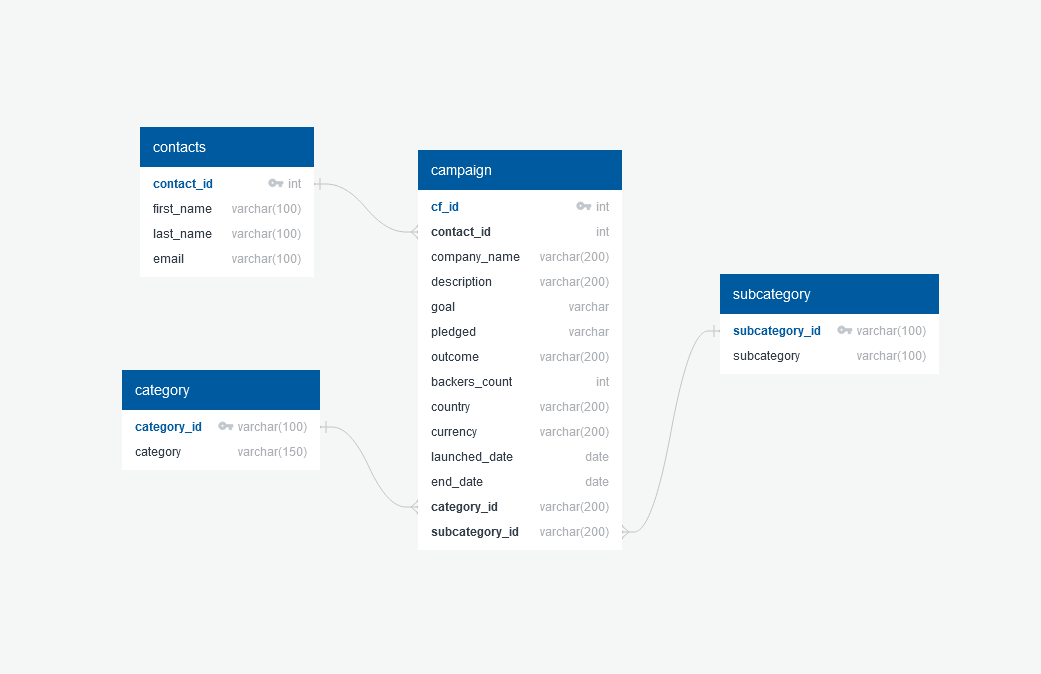 contacts
contact_id int
first_name varchar(100)
last_name varchar(100)
email varchar(100)
campaign
cf_id int
contact_id int
company_name varchar(200)
description varchar(200)
goal varchar
pledged varchar
outcome varchar(200)
backers_count int
country varchar(200)
currency varchar(200)
launched_date date
end_date date
category_id varchar(200)
subcategory_id varchar(200)
category
category_id varchar(100)
category varchar(150)
subcategory
subcategory_id varchar(100)
subcategory varchar(100)